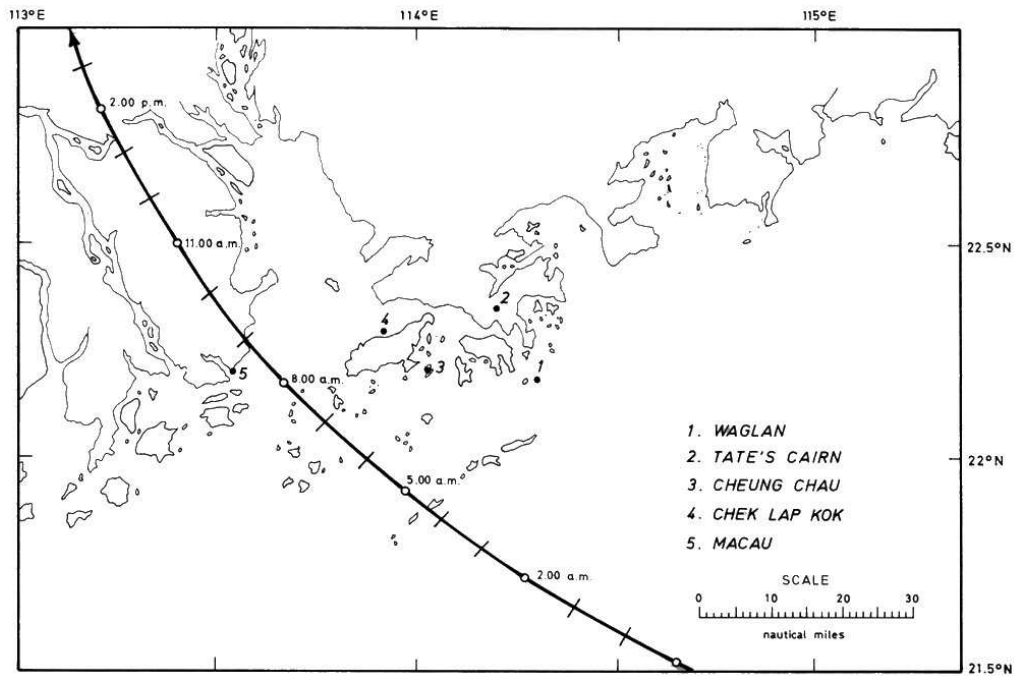 113°E 114°E 115°E
2.00 p.m.
11.00 a.m.
22.5°N
2
4
3
1
5
8.00 a.m.
1. WAGLAN
22°N
2. TATE'S CAIRN
5.00 a.m.
3. CHEUNG CHAU
4. CHEK LAP KOK
5. MACAU
2.00 a.m.
SCALE
0 10 20 30
nautical miles
21.5°N